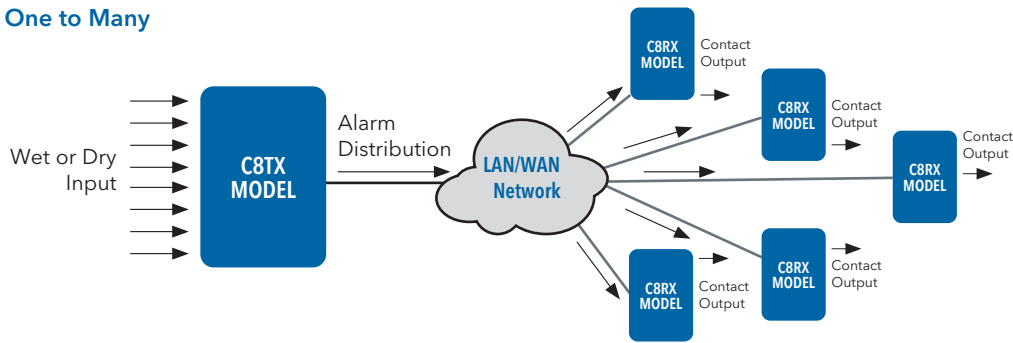 One to Many
Wet or Dry
Input
C8TX
MODEL
Alarm
Distribution
LAN/WAN
Network
C8RX
MODEL
Contact
Output
C8RX
MODEL
Contact
Output
C8RX
MODEL
Contact
Output
C8RX
MODEL
Contact
Output
C8RX
MODEL
Contact
Output